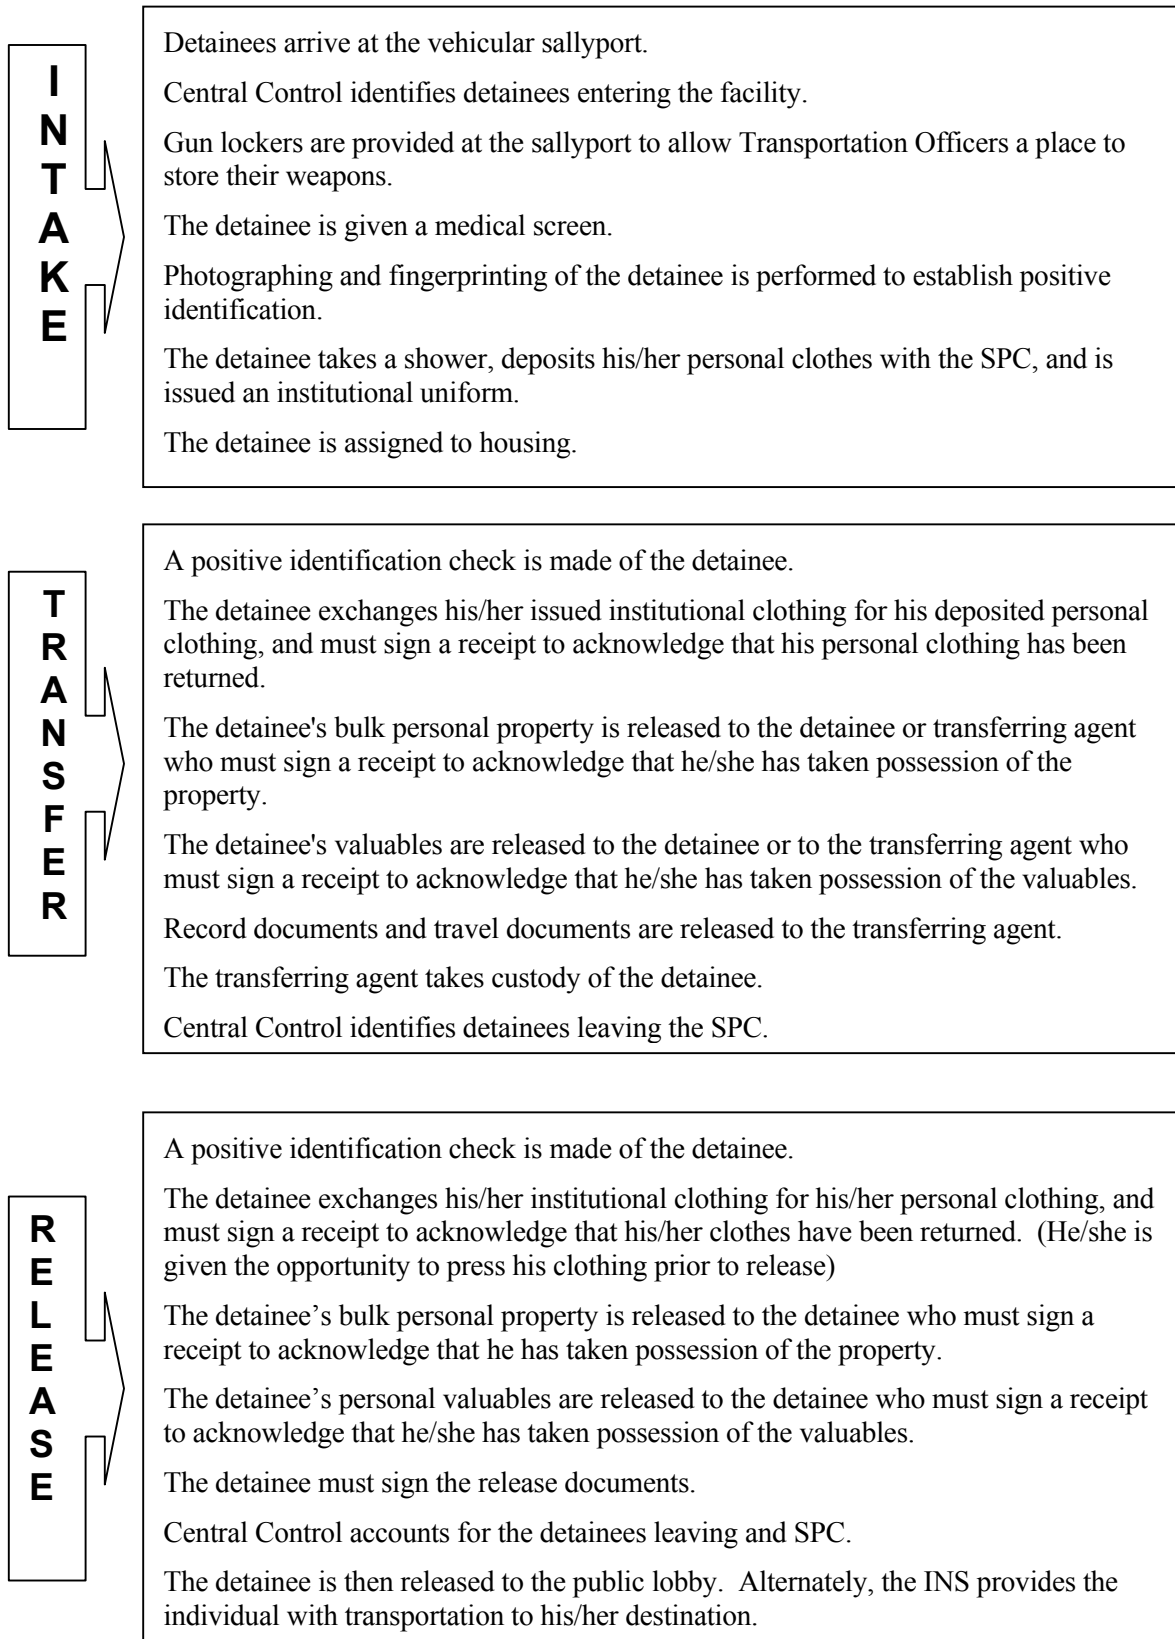 INTAKE
Detainees arrive at the vehicular sallyport.
Central Control identifies detainees entering the facility.
Gun lockers are provided at the sallyport to allow Transportation Officers a place to
store their weapons.
The detainee is given a medical screen.
Photographing and fingerprinting of the detainee is performed to establish positive
identification.
The detainee takes a shower, deposits his/her personal clothes with the SPC, and is
issued an institutional uniform.
The detainee is assigned to housing.
TRANSFER
A positive identification check is made of the detainee.
The detainee exchanges his/her issued institutional clothing for his deposited personal
clothing, and must sign a receipt to acknowledge that his personal clothing has been
returned.
The detainee's bulk personal property is released to the detainee or transferring agent
who must sign a receipt to acknowledge that he/she has taken possession of the
property.
The detainee's valuables are released to the detainee or to the transferring agent who
must sign a receipt to acknowledge that he/she has taken possession of the valuables.
Record documents and travel documents are released to the transferring agent.
The transferring agent takes custody of the detainee.
Central Control identifies detainees leaving the SPC.
RELEASE
A positive identification check is made of the detainee.
The detainee exchanges his/her institutional clothing for his/her personal clothing, and
must sign a receipt to acknowledge that his/her clothes have been returned.  (He/she is
given the opportunity to press his clothing prior to release)
The detainee’s bulk personal property is released to the detainee who must sign a
receipt to acknowledge that he has taken possession of the property.
The detainee’s personal valuables are released to the detainee who must sign a receipt
to acknowledge that he/she has taken possession of the valuables.
The detainee must sign the release documents.
Central Control accounts for the detainees leaving and SPC.
The detainee is then released to the public lobby.  Alternately, the INS provides the
individual with transportation to his/her destination.